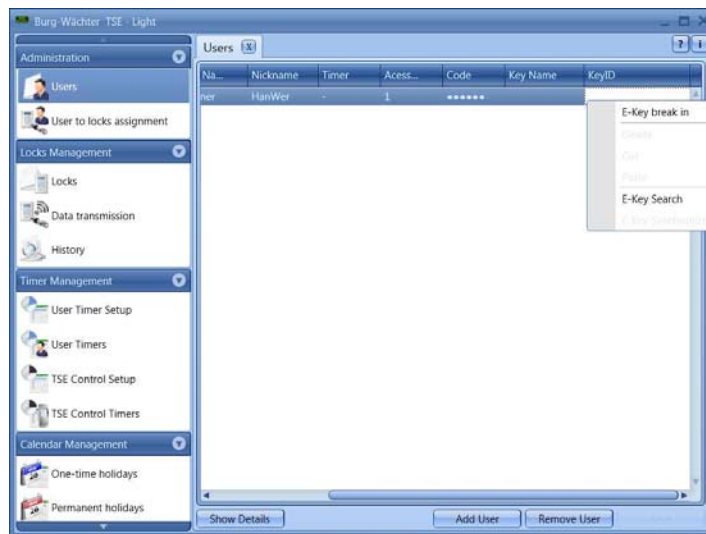 Burg-Wächter TSE - Light
Administration
Users
User to locks assignment
Locks Management
Locks
Data transmission
History
Timer Management
User Timer Setup
User Timers
TSE Control Setup
TSE Control Timers
Calendar Management
One-time holidays
Permanent holidays
Users X
? i
Na... Nickname Timer Acess... Code Key Name KeyID
ner HanWer - 1 ••••••
E-Key break in
Delete
Cut
Paste
E-Key Search
Show Details Add User Remove User